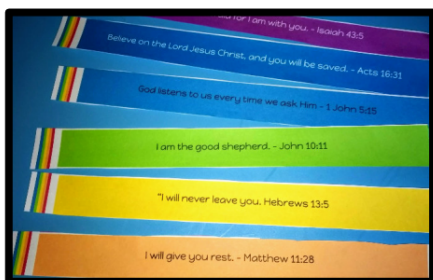 for I am with you. - Isaiah 43:5
Believe on the Lord Jesus Christ, and you will be saved. - Acts 16:31
God listens to us every time we ask Him - 1 John 5:15
I am the good shepherd. - John 10:11
"I will never leave you. Hebrews 13:5
I will give you rest. - Matthew 11:28